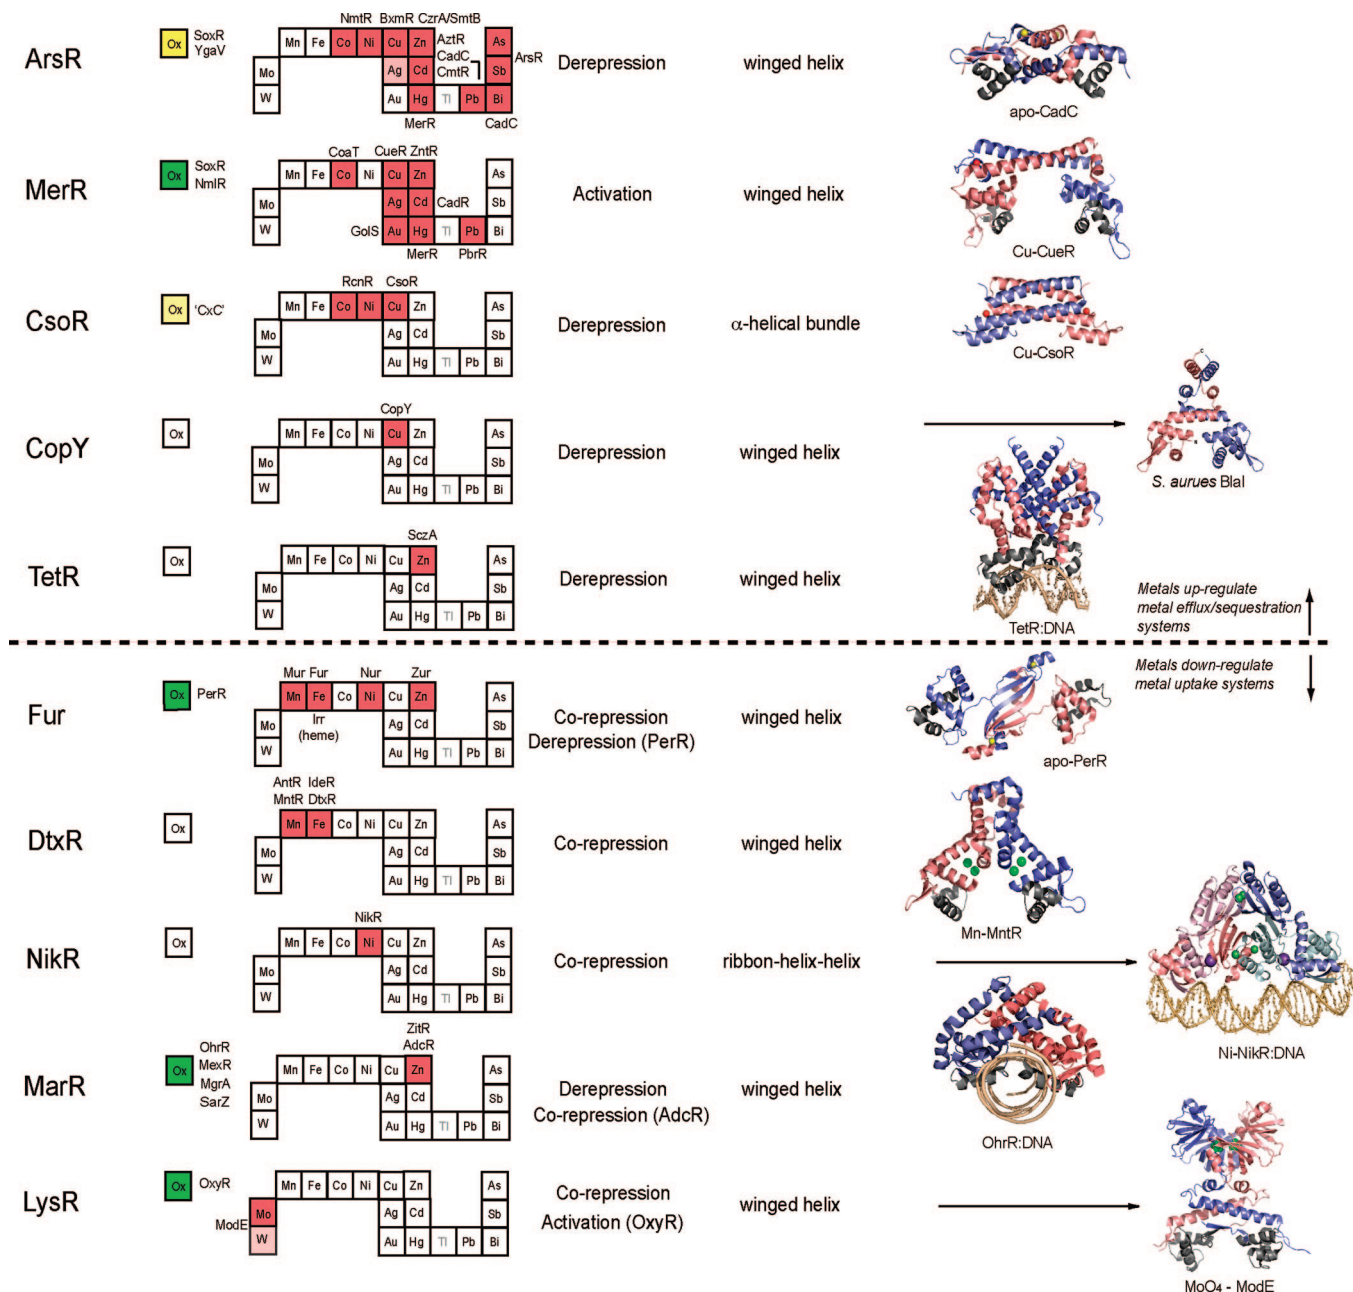 NmtR BxmR CzrA/SmtB
ArsR
Ox
SoxR
YgaV
Mn Fe Co Ni Cu Zn
AztR
CadC
CmtR
As
ArsR
Mo
Ag Cd
Sb
W
Au Hg Tl Pb Bi
MerR
CadC
Derepression
winged helix
apo-CadC
CoaT
CueR ZntR
MerR
Ox
SoxR
NmlR
Mn Fe Co Ni Cu Zn
As
Mo
Ag Cd
CadR
Sb
W
GolS
Au Hg Tl Pb Bi
MerR
PbrR
Activation
winged helix
Cu-CueR
RcnR
CsoR
CsoR
Ox
'CxC'
Mn Fe Co Ni Cu Zn
As
Mo
Ag Cd
Sb
W
Au Hg Tl Pb Bi
Derepression
α-helical bundle
Cu-CsoR
CopY
CopY
Ox
Mn Fe Co Ni Cu Zn
As
Mo
Ag Cd
Sb
W
Au Hg Tl Pb Bi
Derepression
winged helix
S. aurues BlaI
SczA
TetR
Ox
Mn Fe Co Ni Cu Zn
As
Mo
Ag Cd
Sb
W
Au Hg Tl Pb Bi
Derepression
winged helix
TetR:DNA
Metals up-regulate
metal efflux/sequestration
systems
Metals down-regulate
metal uptake systems
Mur Fur
Nur
Zur
Fur
Ox
PerR
Mn Fe Co Ni Cu Zn
As
Irr
(heme)
Mo
Ag Cd
Sb
W
Au Hg Tl Pb Bi
Co-repression
Derepression (PerR)
winged helix
apo-PerR
AntR IdeR
MntR DtxR
DtxR
Ox
Mn Fe Co Ni Cu Zn
As
Mo
Ag Cd
Sb
W
Au Hg Tl Pb Bi
Co-repression
winged helix
Mn-MntR
NikR
NikR
Ox
Mn Fe Co Ni Cu Zn
As
Mo
Ag Cd
Sb
W
Au Hg Tl Pb Bi
Co-repression
ribbon-helix-helix
Ni-NikR:DNA
ZitR
AdcR
MarR
Ox
OhrR
MexR
MgrA
SarZ
Mn Fe Co Ni Cu Zn
As
Mo
Ag Cd
Sb
W
Au Hg Tl Pb Bi
Derepression
Co-repression (AdcR)
winged helix
OhrR:DNA
LysR
Ox
OxyR
Mn Fe Co Ni Cu Zn
As
ModE
Mo
Ag Cd
Sb
W
Au Hg Tl Pb Bi
Co-repression
Activation (OxyR)
winged helix
MoO4 - ModE